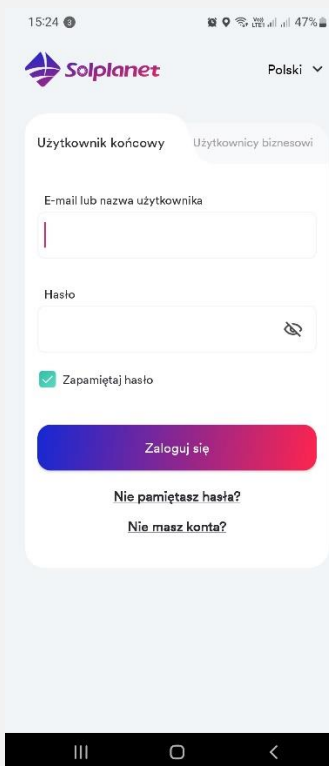 15:24 3 47%
Solplanet Polski
Użytkownik końcowy Użytkownicy biznesowi
E-mail lub nazwa użytkownika
Hasło
Zapamiętaj hasło
Zaloguj się
Nie pamiętasz hasła?
Nie masz konta?